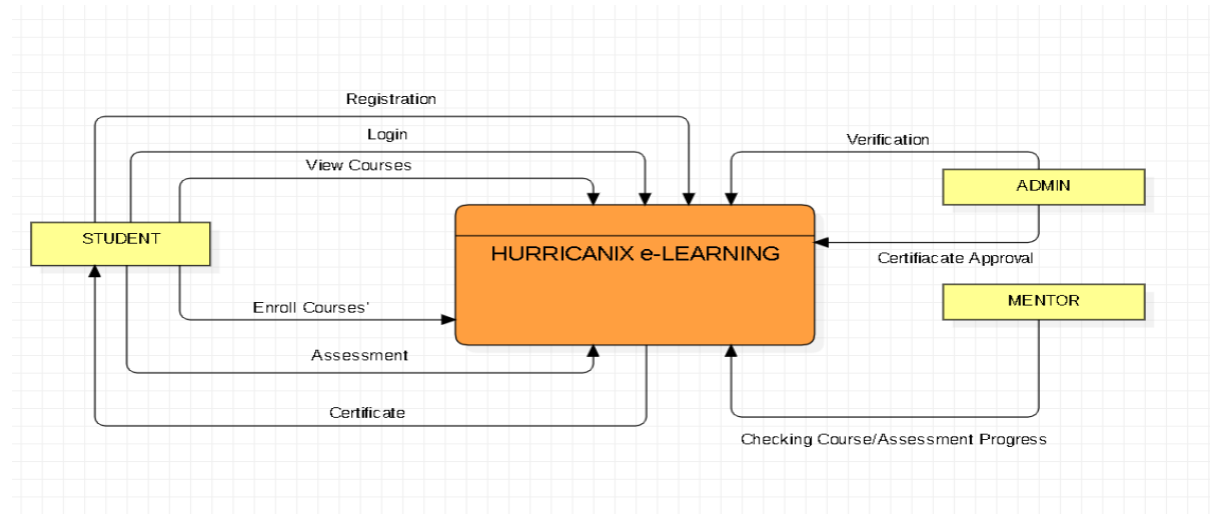 Registration
Login
Verification
View Courses
ADMIN
STUDENT
HURRICANIX e-LEARNING
Certifiacate Approval
MENTOR
Enroll Courses'
Assessment
Certificate
Checking Course/Assessment Progress